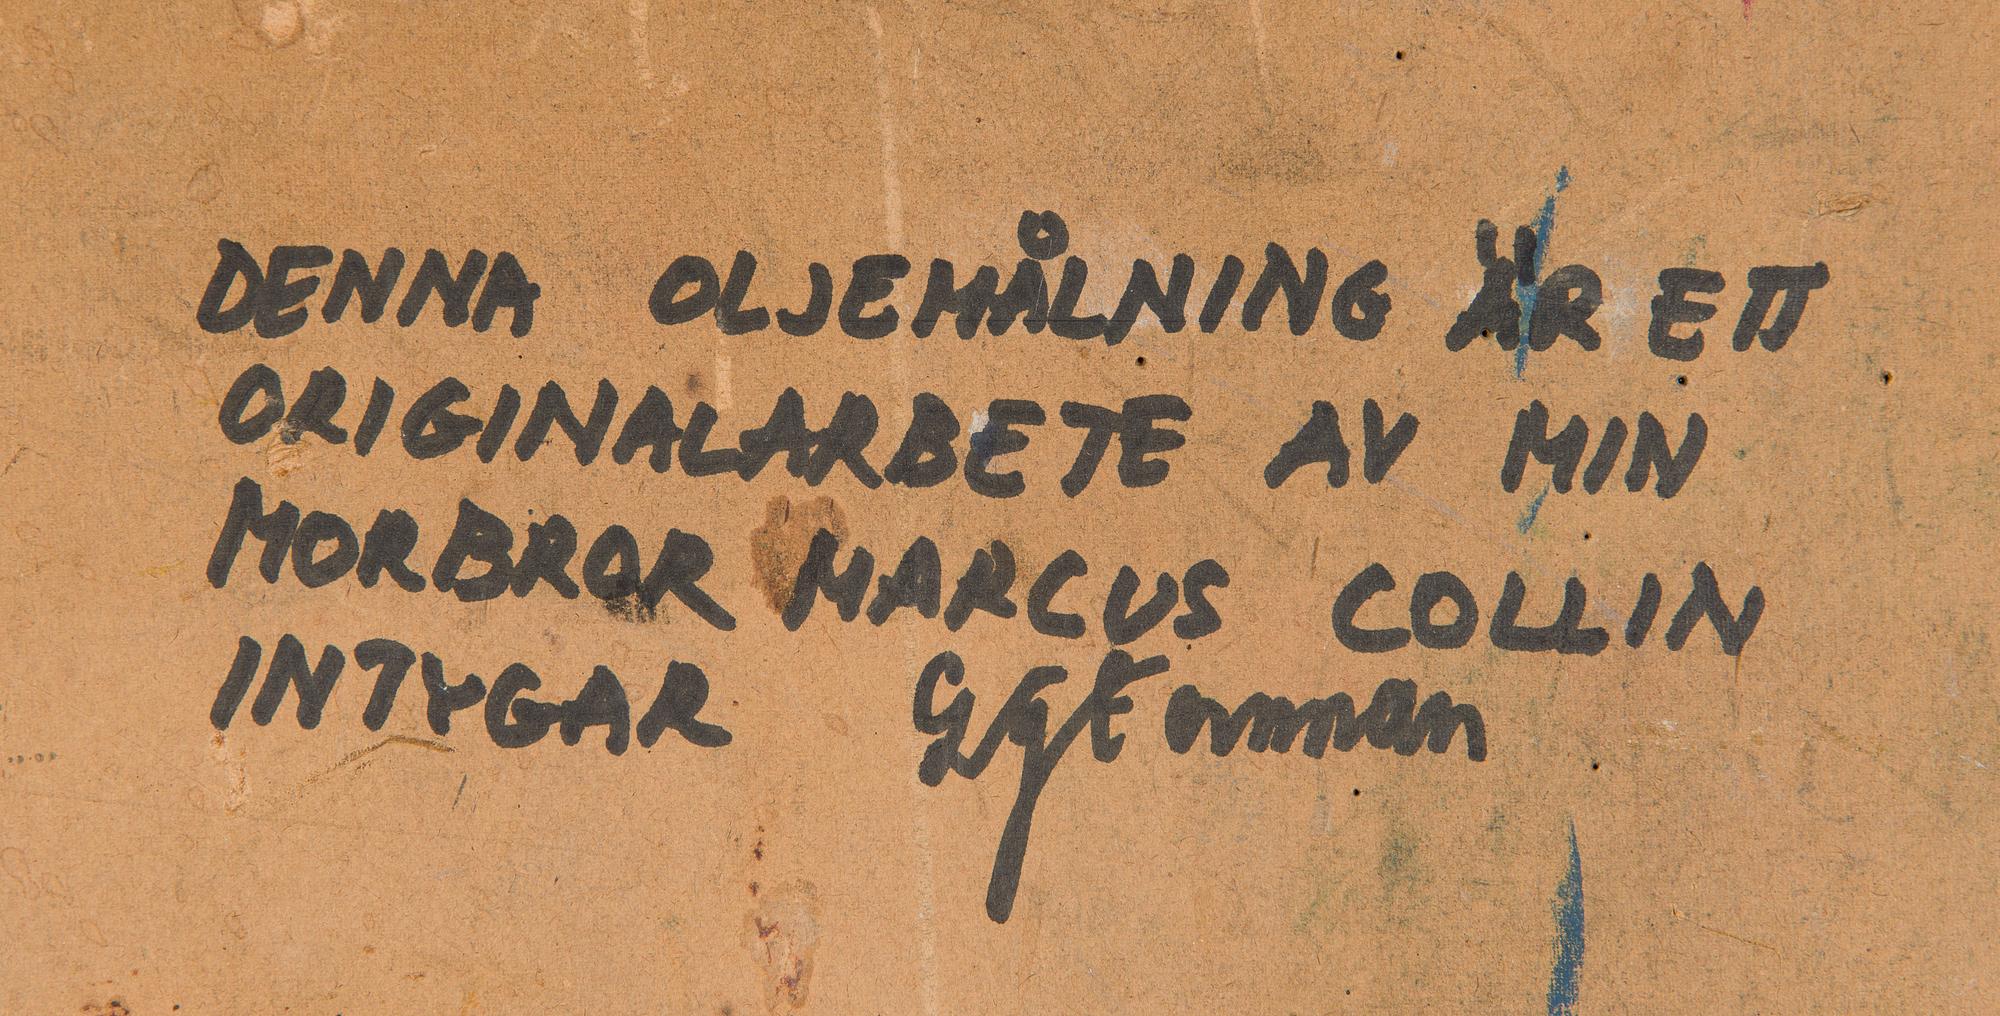 DENNA OLJEMÅLNING ÄR ETT
ORIGINALARBETE AV MIN
MORBROR MARCUS COLLIN
INTYGAR